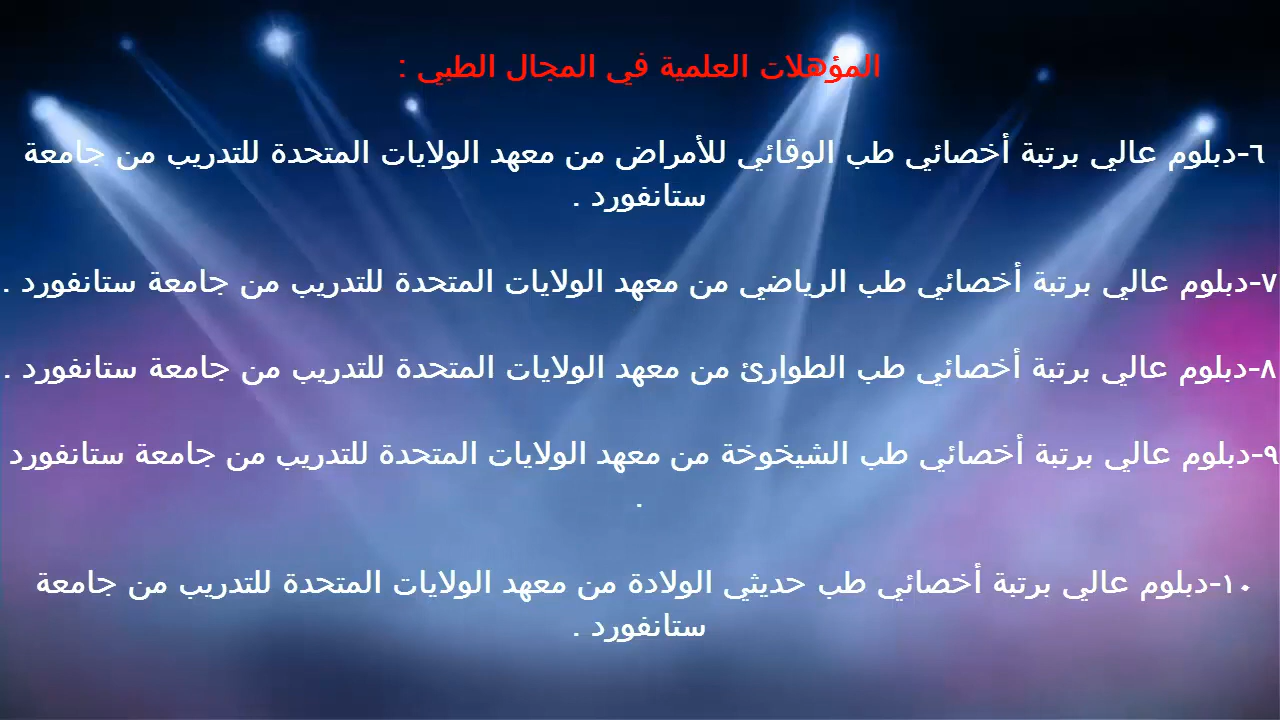 المؤهلات العلمية في المجال الطبي :
٦-دبلوم عالي برتبة أخصائي طب الوقائي للأمراض من معهد الولايات المتحدة للتدريب من جامعة
ستانفورد .
٧-دبلوم عالي برتبة أخصائي طب الرياضي من معهد الولايات المتحدة للتدريب من جامعة ستانفورد .
٨-دبلوم عالي برتبة أخصائي طب الطوارئ من معهد الولايات المتحدة للتدريب من جامعة ستانفورد .
٩-دبلوم عالي برتبة أخصائي طب الشيخوخة من معهد الولايات المتحدة للتدريب من جامعة ستانفورد
.
١٠-دبلوم عالي برتبة أخصائي طب حديثي الولادة من معهد الولايات المتحدة للتدريب من جامعة
ستانفورد .